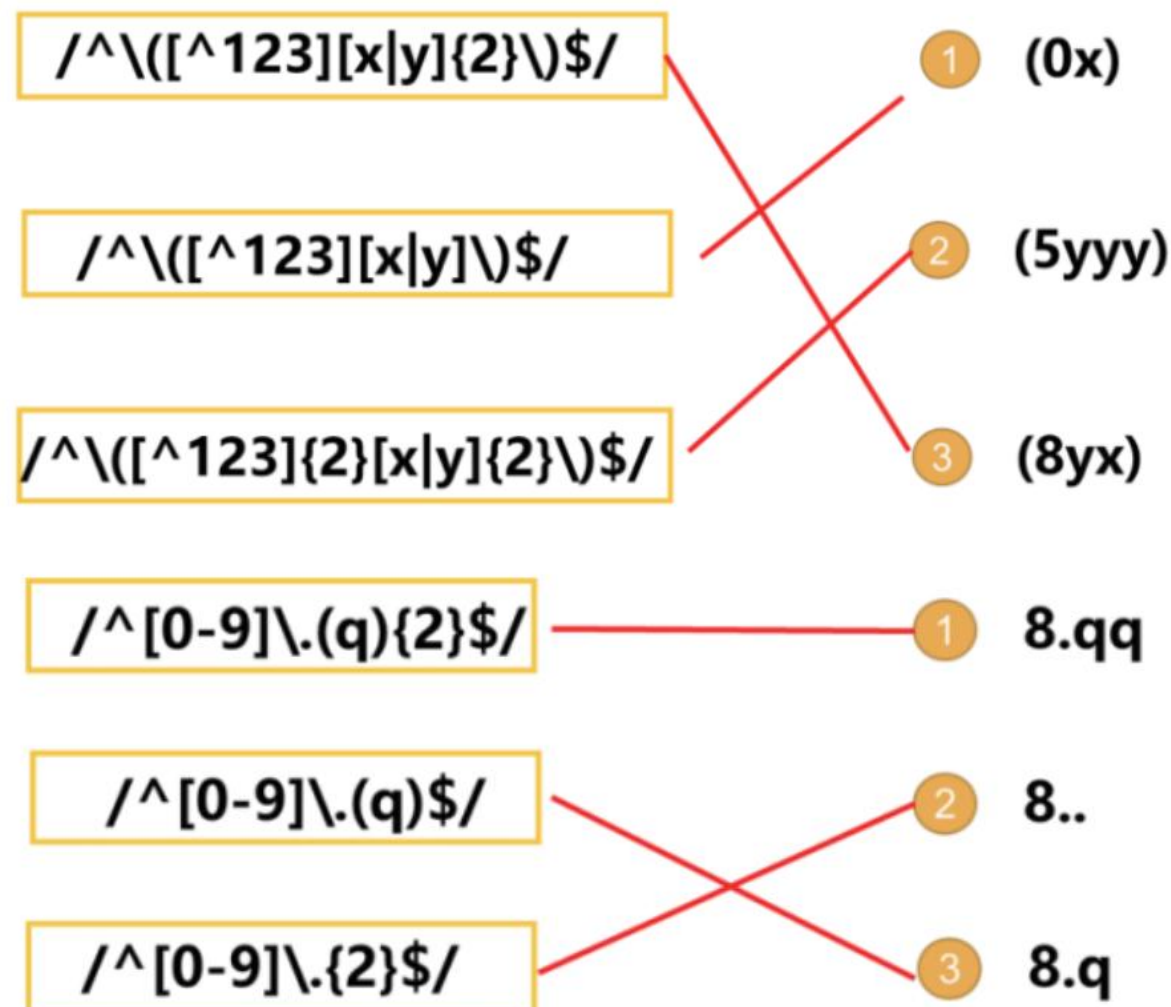 /^\([^123][x|y]{2}\)$/ 1 (0x)
/^\([^123][x|y]\)$/ 2 (5yyy)
/^\([^123]{2}[x|y]{2}\)$/ 3 (8yx)
/^[0-9]\.(q){2}$/ 1 8.qq
/^[0-9]\.(q)$/ 2 8..
/^[0-9]\.{2}$/ 3 8.q